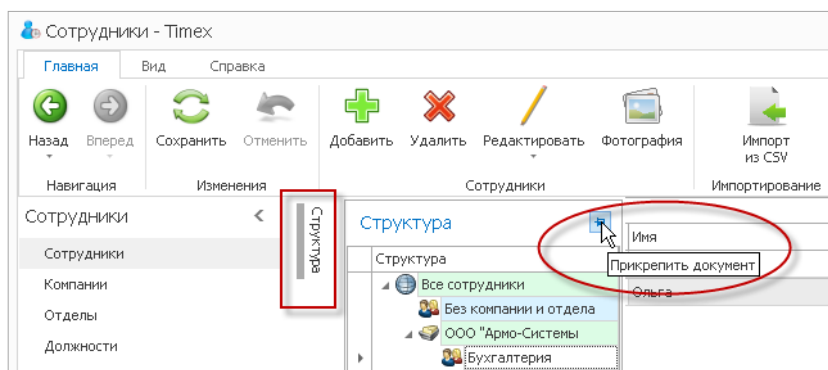 Сотрудники - Timex
Главная Вид Справка
Назад Вперед Сохранить Отменить Добавить Удалить Редактировать Фотография Импорт
из CSV
Навигация Изменения Сотрудники Импортирование
Сотрудники
Сотрудники
Компании
Отделы
Должности
Структура
Структура
Структура
Все сотрудники
Без компании и отдела
ООО "Армо-Системы
Бухгалтерия
Имя
Прикрепить документ
Ольга